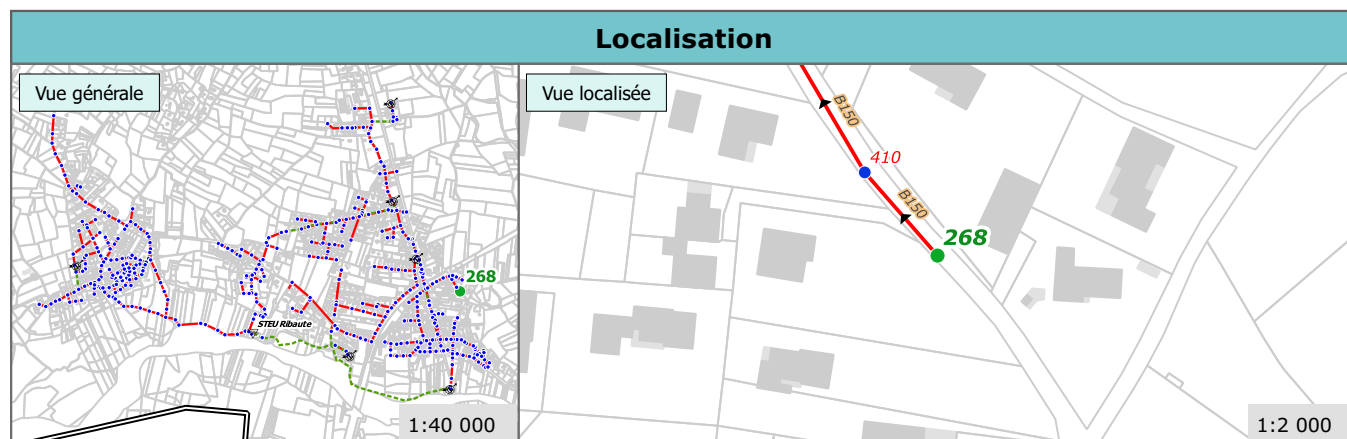 Localisation
Vue générale
268
STEU Ribaute
1:40 000
Vue localisée
B150
410
B150
268
1:2 000